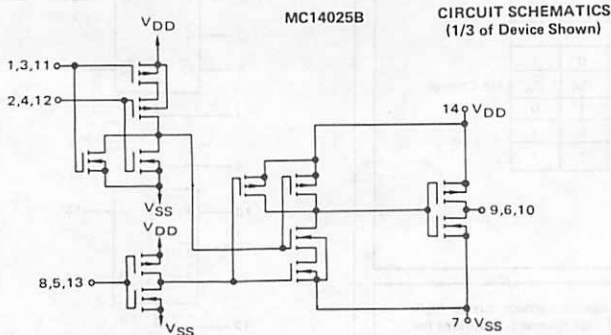 MC14025B
CIRCUIT SCHEMATICS
(1/3 of Device Shown)
VDD
1,3,11
2,4,12
VSS
VDD
8,5,13
VSS
14 VDD
9,6,10
7 VSS